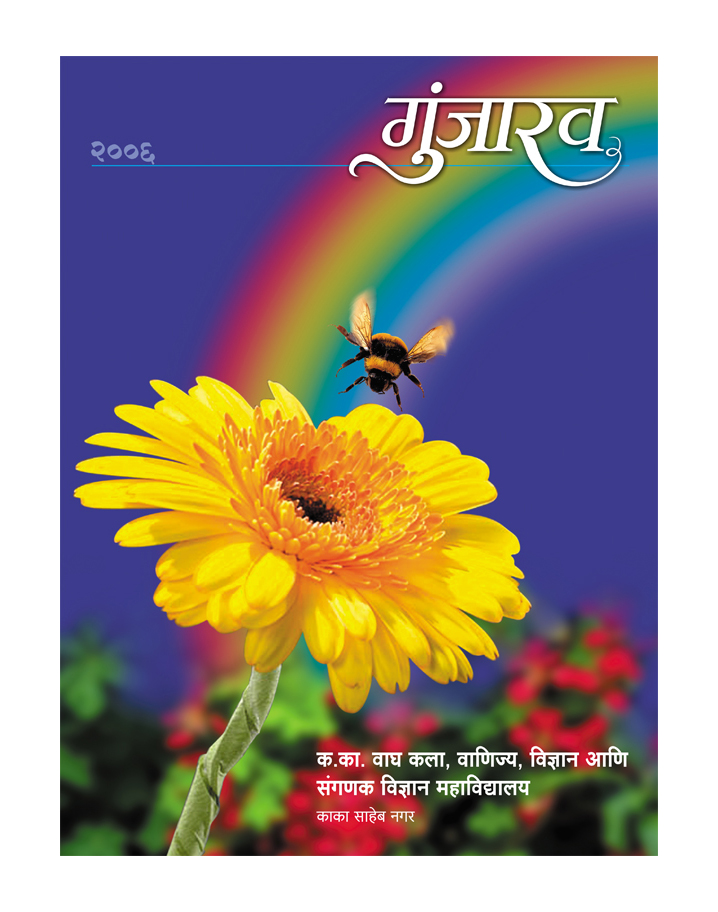 गुंजारव
२००६
क.का. वाघ कला, वाणिज्य, विज्ञान आणि
संगणक विज्ञान महाविद्यालय
काका साहेब नगर